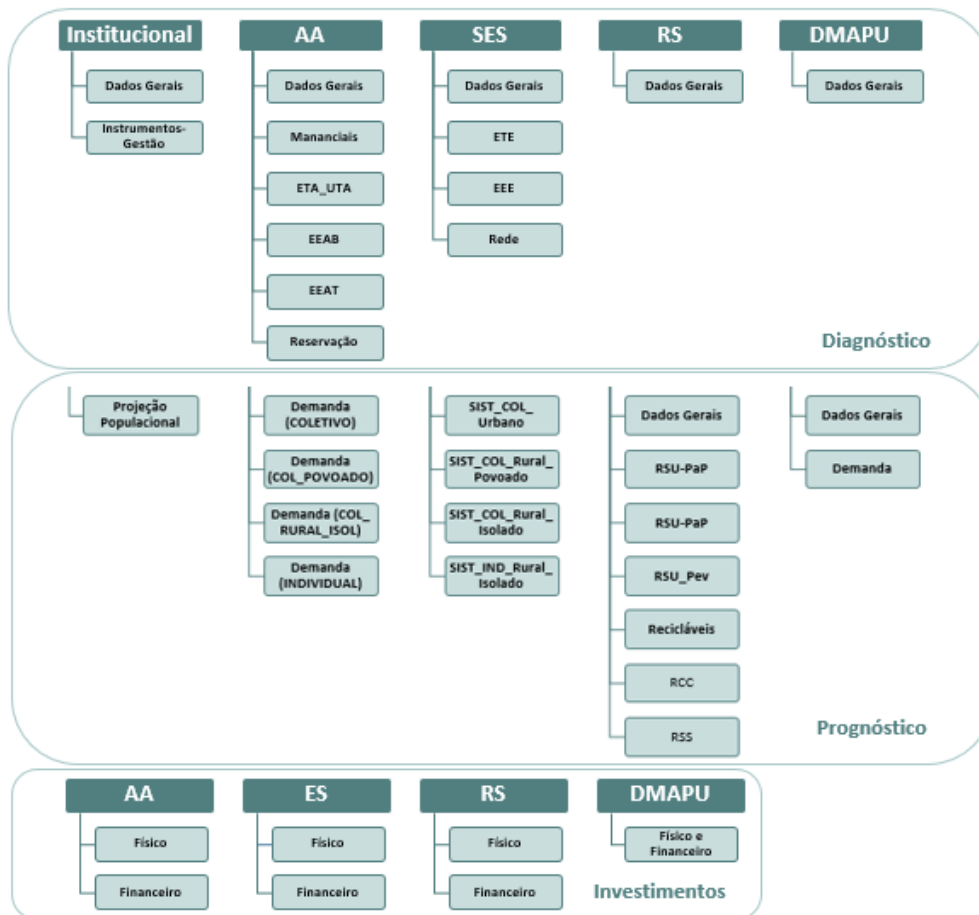 Institucional
Dados Gerais
Instrumentos-
Gestão
AA
Dados Gerais
Mananciais
ETA_UTA
EEAB
EEAT
Reservação
SES
Dados Gerais
ETE
EEE
Rede
RS
Dados Gerais
DMAPU
Dados Gerais
Diagnóstico
Projeção
Populacional
Demanda
(COLETIVO)
Demanda
(COL_POVOADO)
Demanda (COL_
RURAL_ISOL)
Demanda
(INDIVIDUAL)
SIST_COL_
Urbano
SIST_COL_Rural_
Povoado
SIST_COL_Rural_
Isolado
SIST_IND_Rural_
Isolado
Dados Gerais
RSU-PaP
RSU-PaP
RSU_Pev
Recicláveis
RCC
RSS
Dados Gerais
Demanda
Prognóstico
AA
Físico
Financeiro
ES
Físico
Financeiro
RS
Físico
Financeiro
DMAPU
Físico e
Financeiro
Investimentos